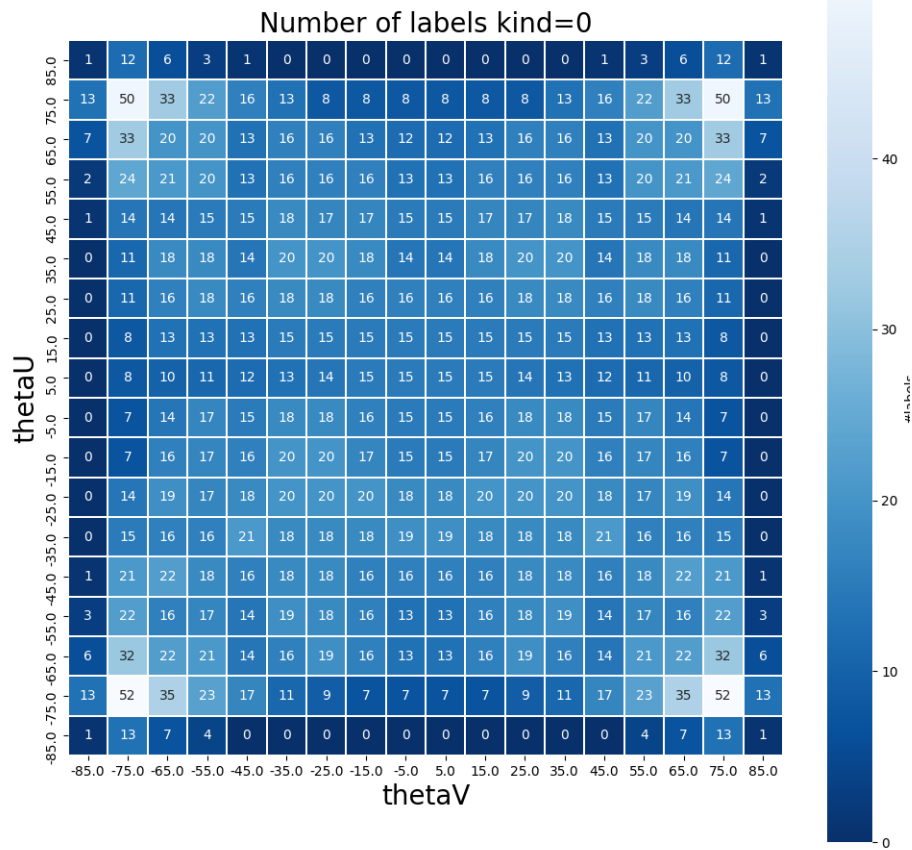 Number of labels kind=0
85.0 1 12 6 3 1 0 0 0 0 0 0 0 0 1 3 6 12 1
75.0 13 50 33 22 16 13 8 8 8 8 8 8 13 16 22 33 50 13
65.0 7 33 20 20 13 16 16 13 12 12 13 16 16 13 20 20 33 7
55.0 2 24 21 20 13 16 16 16 13 13 16 16 16 13 20 21 24 2
45.0 1 14 14 15 15 18 17 17 15 15 17 17 18 15 15 14 14 1
35.0 0 11 18 18 14 20 20 18 14 14 18 20 20 14 18 18 11 0
25.0 0 11 16 18 16 18 18 16 16 16 16 18 18 16 18 16 11 0
15.0 0 8 13 13 13 15 15 15 15 15 15 15 15 13 13 13 8 0
5.0 0 8 10 11 12 13 14 15 15 15 15 14 13 12 11 10 8 0
-5.0 0 7 14 17 15 18 18 16 15 15 16 18 18 15 17 14 7 0
-15.0 0 7 16 17 16 20 20 17 15 15 17 20 20 16 17 16 7 0
-25.0 0 14 19 17 18 20 20 20 18 18 20 20 20 18 17 19 14 0
-35.0 0 15 16 16 21 18 18 18 19 19 18 18 18 21 16 16 15 0
-45.0 1 21 22 18 16 18 18 16 16 16 16 18 18 16 18 22 21 1
-55.0 3 22 16 17 14 19 18 16 13 13 16 18 19 14 17 16 22 3
-65.0 6 32 22 21 14 16 19 16 13 13 16 19 16 14 21 22 32 6
-75.0 13 52 35 23 17 11 9 7 7 7 7 9 11 17 23 35 52 13
-85.0 1 13 7 4 0 0 0 0 0 0 0 0 0 0 4 7 13 1
-85.0 -75.0 -65.0 -55.0 -45.0 -35.0 -25.0 -15.0 -5.0 5.0 15.0 25.0 35.0 45.0 55.0 65.0 75.0 85.0
thetaV
thetaU
40
30
20
10
0
#labels